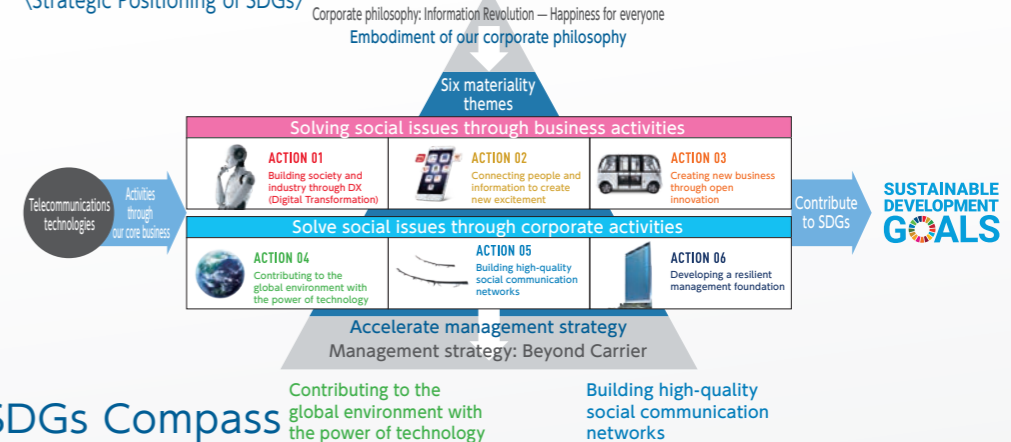 (Strategic Positioning of SDGs)
Corporate philosophy: Information Revolution — Happiness for everyone
Embodiment of our corporate philosophy
Six materiality
themes
Solving social issues through business activities
ACTION 01
Building society and
industry through DX
(Digital Transformation)
ACTION 02
Connecting people and
information to create
new excitement
ACTION 03
Creating new business
through open
innovation
Telecommunications
technologies
Activities
through
our core business
Contribute
to SDGs
SUSTAINABLE
DEVELOPMENT
GOALS
Solve social issues through corporate activities
ACTION 04
Contributing to the
global environment with
the power of technology
ACTION 05
Building high-quality
social communication
networks
ACTION 06
Developing a resilient
management foundation
Accelerate management strategy
Management strategy: Beyond Carrier
SDGs Compass
Contributing to the
global environment with
the power of technology
Building high-quality
social communication
networks